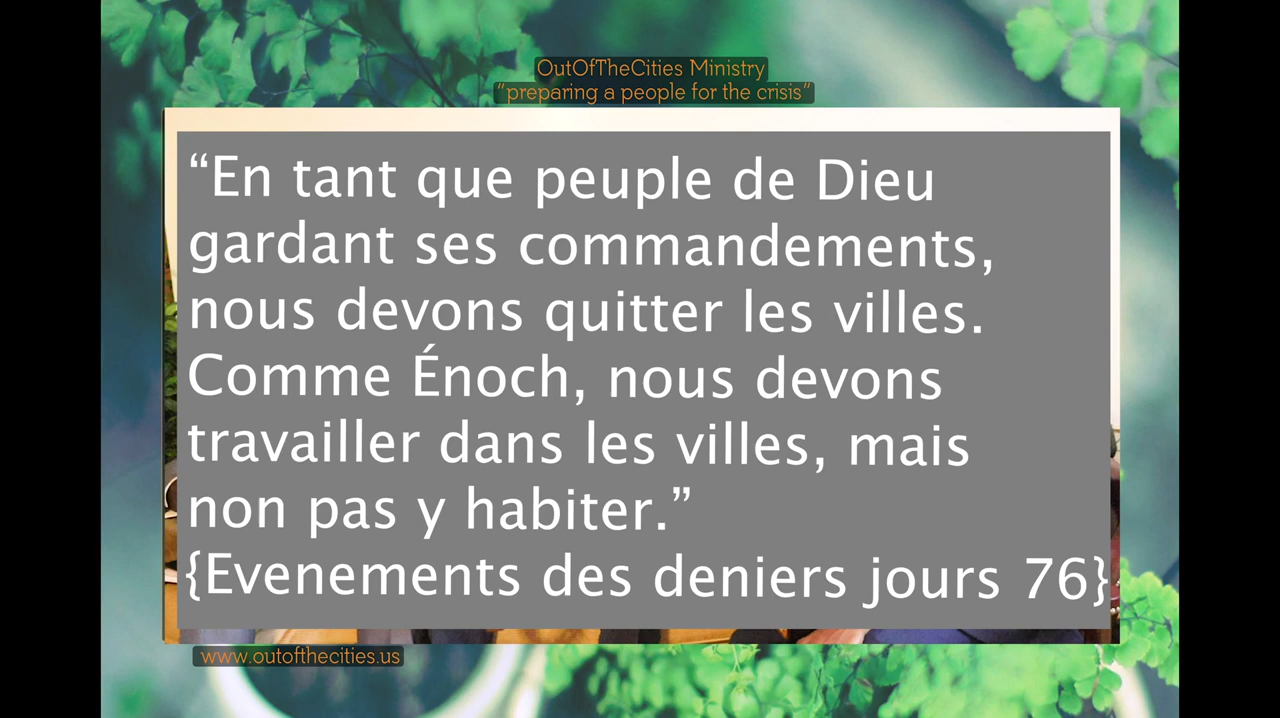 OutOfTheCities Ministry
“preparing a people for the crisis”
“En tant que peuple de Dieu
gardant ses commandements,
nous devons quitter les villes.
Comme Énoch, nous devons
travailler dans les villes, mais
non pas y habiter.”
{Evenements des deniers jours 76}
www.outofthecities.us